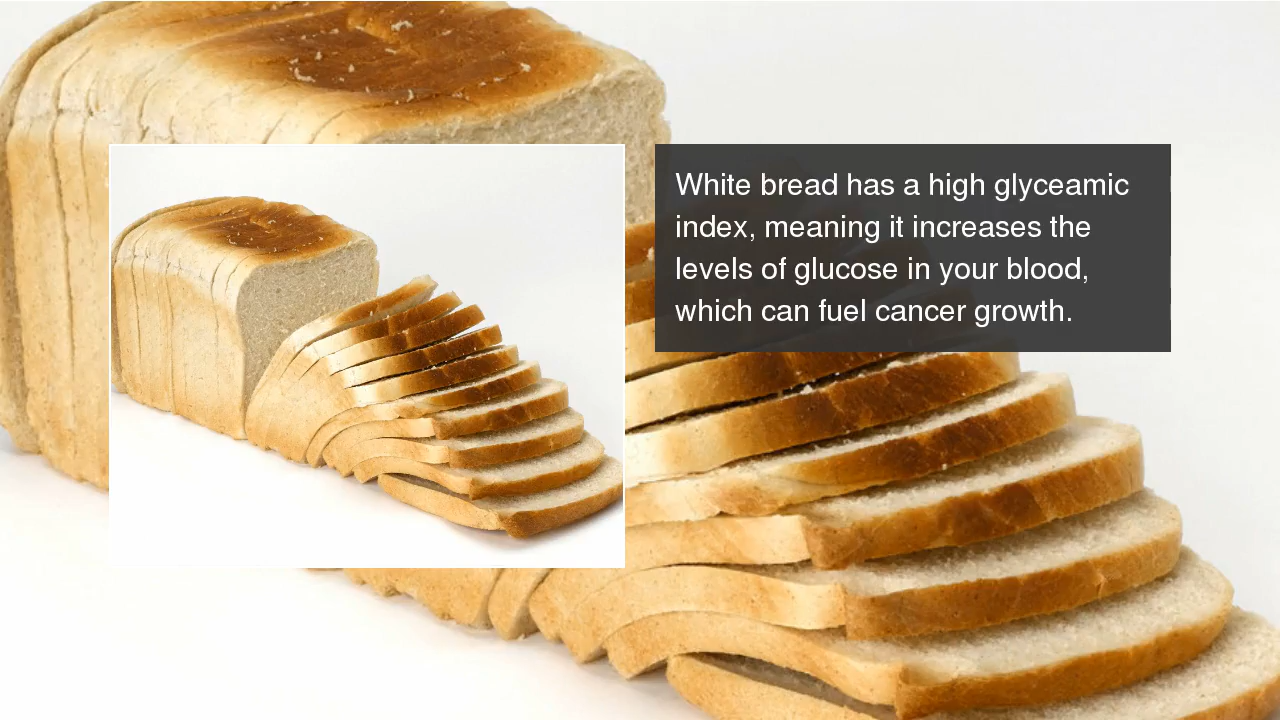 White bread has a high glyceamic
index, meaning it increases the
levels of glucose in your blood,
which can fuel cancer growth.